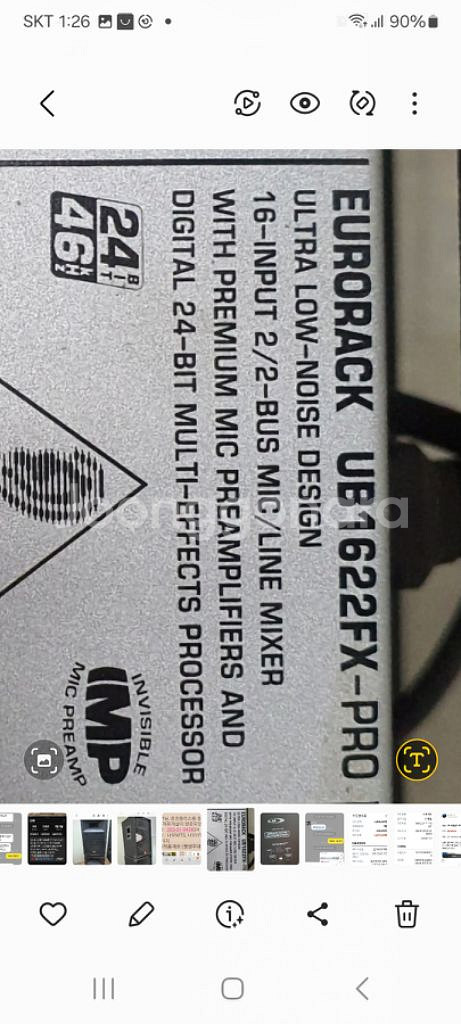 SKT 1:26
90%
EURORACK UB1622FX-PRO
ULTRA LOW-NOISE DESIGN
16-INPUT 2/2-BUS MIC/LINE MIXER
WITH PREMIUM MIC PREAMPLIFIERS AND
DIGITAL 24-BIT MULTI-EFFECTS PROCESSOR
24 BIT
46 kHz
INVISIBLE
IMP
MIC PREAMP
joonggonara
T